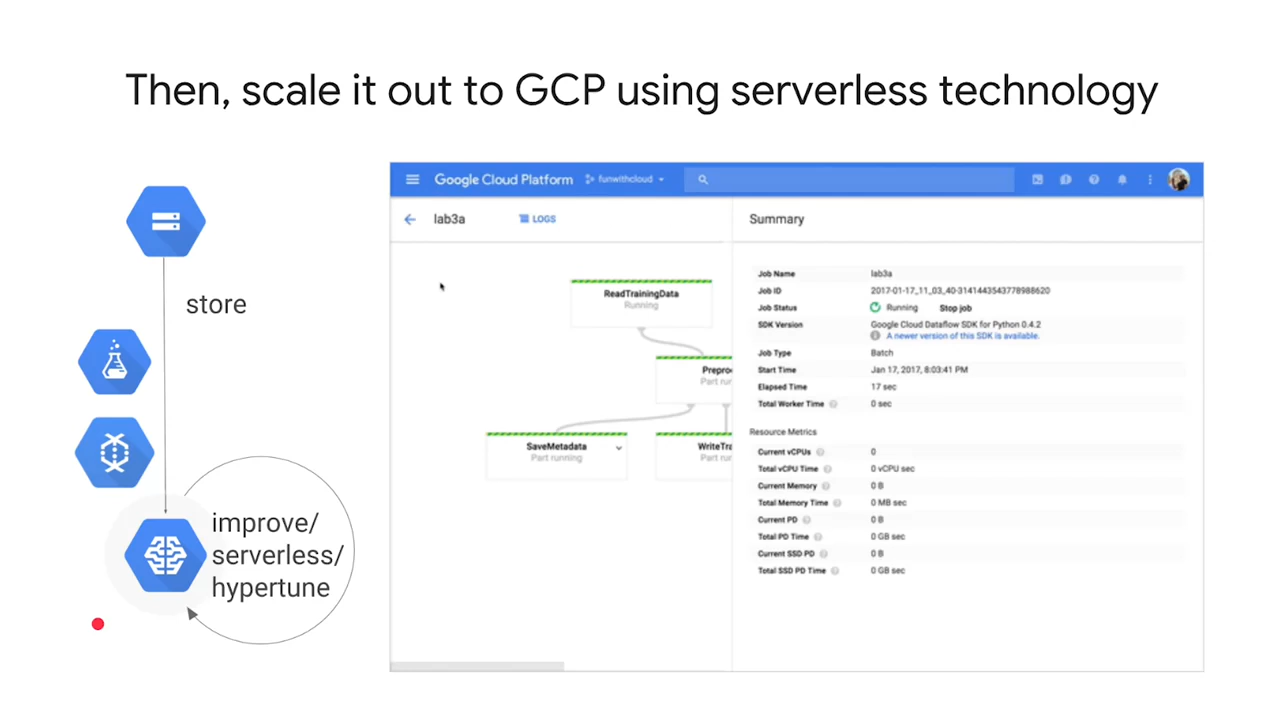 Then, scale it out to GCP using serverless technology
store
improve/
serverless/
hypertune
Google Cloud Platform
funwithcloud
lab3a
LOGS
ReadTrainingData
Running
Preproc
Part run
SaveMetadata
Part running
WriteTra
Part run
Summary
Job Name lab3a
Job ID 2017-01-17_11_03_40-3141443543778988620
Job Status Running Stop job
SDK Version Google Cloud Dataflow SDK for Python 0.4.2
A newer version of this SDK is available.
Job Type Batch
Start Time Jan 17, 2017, 8:03:41 PM
Elapsed Time 17 sec
Total Worker Time 0 sec
Resource Metrics
Current vCPUs 0
Total vCPU Time 0 vCPU sec
Current Memory 0 B
Total Memory Time 0 MB sec
Current PD 0 B
Total PD Time 0 GB sec
Current SSD PD 0 B
Total SSD PD Time 0 GB sec